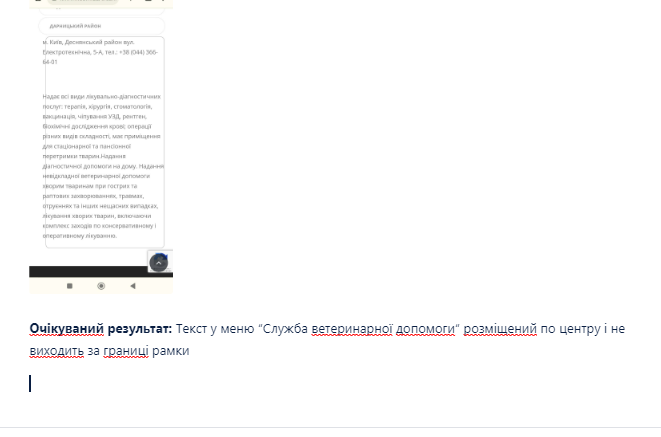 ДАРНИЦЬКИЙ РАЙОН
м. Київ, Деснянський район вул.
Електротехнічна, 5-А, тел.: +38 (044) 366-
64-01
Надає всі види лікувально-діагностичних
послуг: терапія, хірургія, стоматологія,
вакцинація, чіпування УЗД, рентген,
біохімічні дослідження крові, операції
різних видів складності, має приміщення
для стаціонарної та пансіонної
перетримки тварин.Надання
діагностичної допомоги на дому. Надання
невідкладної ветеринарної допомоги
хворим тваринам при гострих та
раптових захворюваннях, травмах,
отруєннях та інших нещасних випадках,
лікування хворих тварин, включаючи
комплекс заходів по консервативному і
оперативному лікуванню.
Очікуваний результат: Текст у меню “Служба ветеринарної допомоги” розміщений по центру і не
виходить за границі рамки